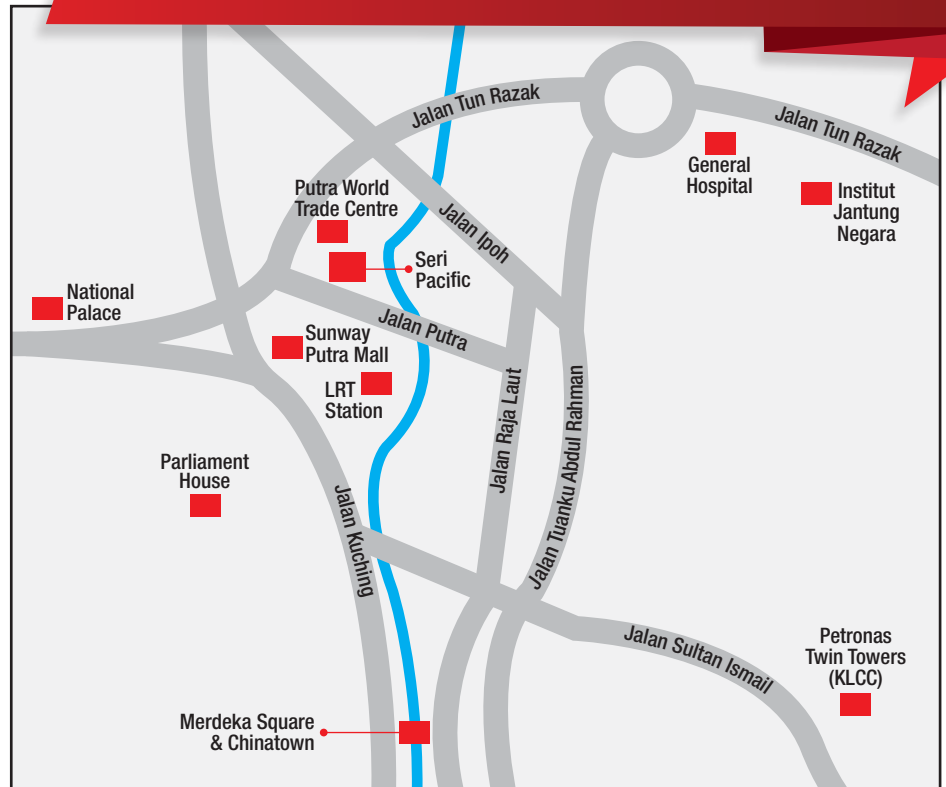 Jalan Tun Razak
Jalan Tun Razak
General
Hospital
Institut
Jantung
Negara
Putra World
Trade Centre
Jalan Ipoh
Seri
Pacific
National
Palace
Jalan Putra
Sunway
Putra Mall
LRT
Station
Jalan Raja Laut
Jalan Tuanku Abdul Rahman
Parliament
House
Jalan Kuching
Jalan Sultan Ismail
Petronas
Twin Towers
(KLCC)
Merdeka Square
& Chinatown